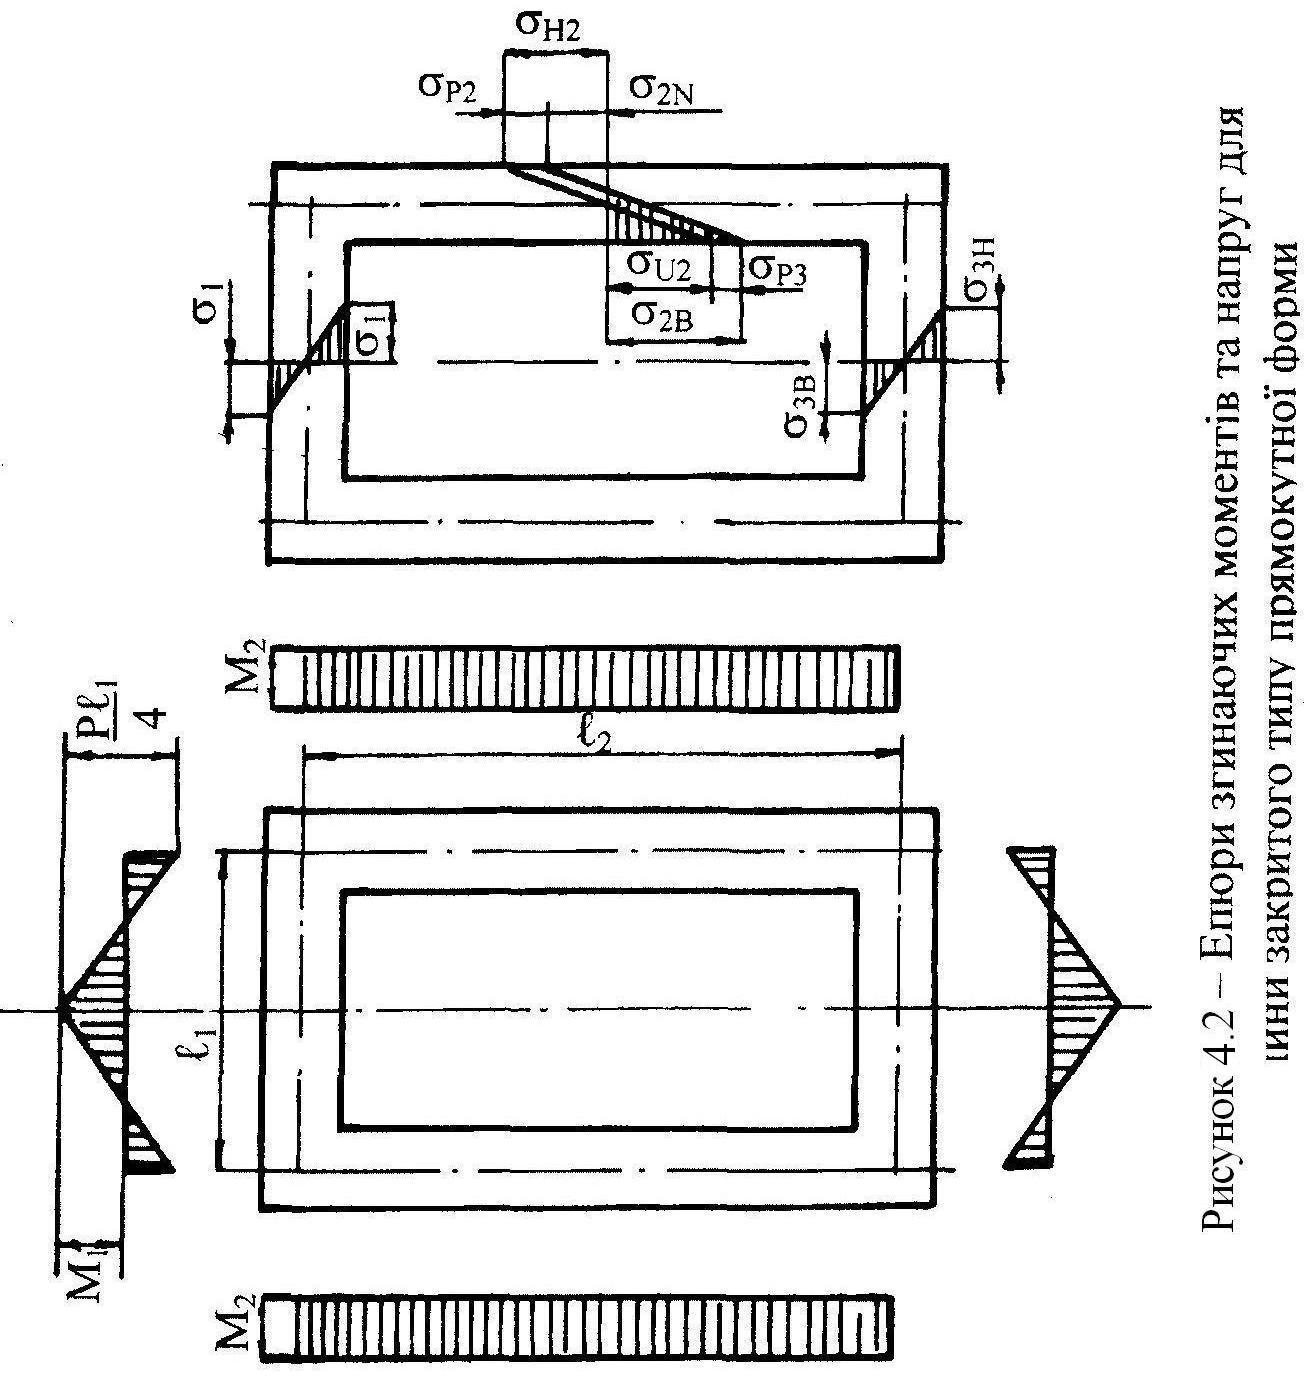 σH2
σP2
σ2N
σ1
σ1
σU2
σP3
σ2B
σ3B
σ3H
M2
Pℓ1
4
ℓ2
ℓ1
M1
M2
Рисунок 4.2 – Епюри згинаючих моментів та напруг для
закритого типу прямокутної форми